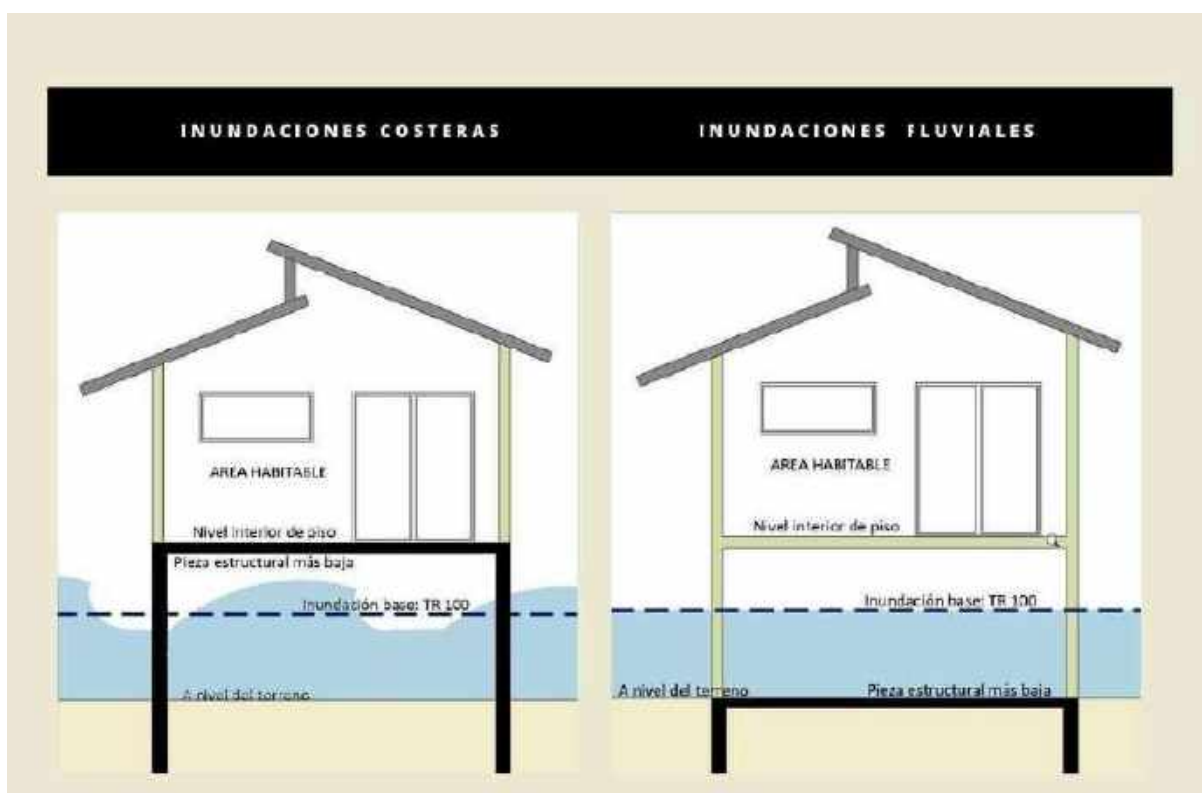 INUNDACIONES COSTERAS
INUNDACIONES FLUVIALES
AREA HABITABLE
Nivel interior de piso
Pieza estructural más baja
Inundación base: TR 100
A nivel del terreno
AREA HABITABLE
Nivel interior de piso
Inundación base: TR 100
A nivel del terreno
Pieza estructural más baja